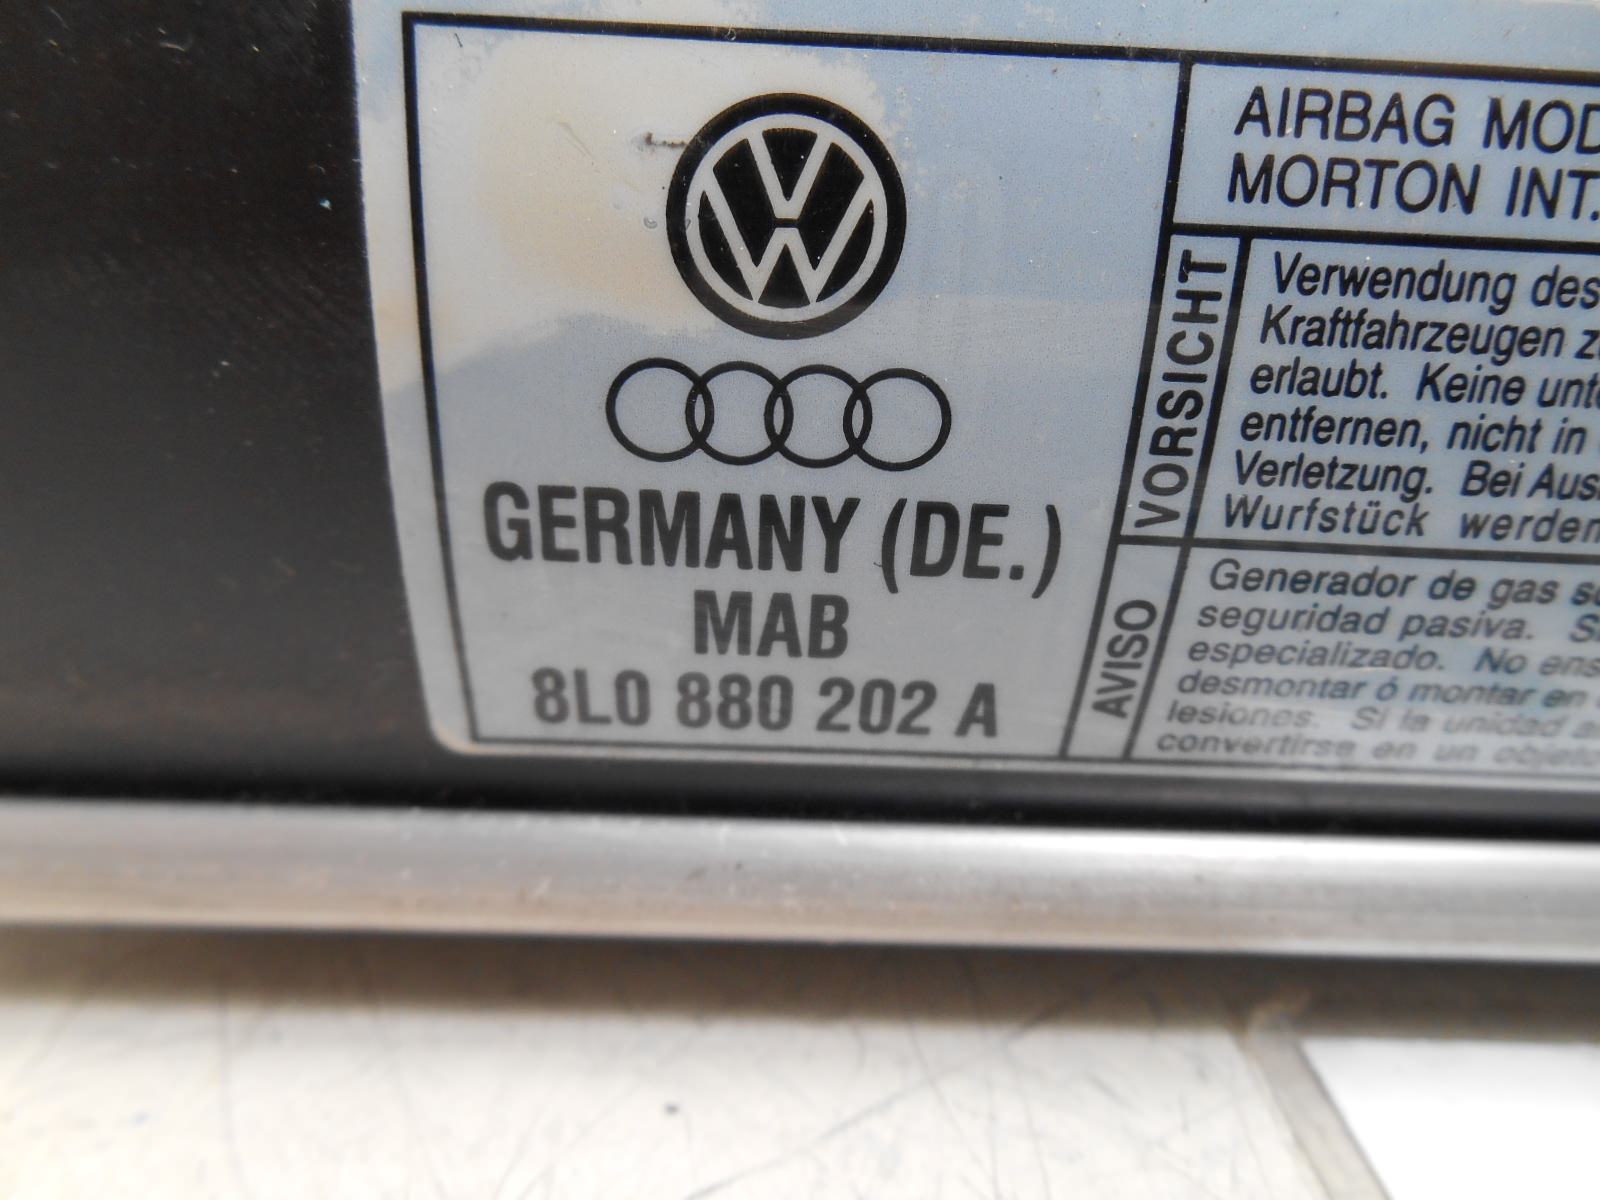 GERMANY (DE.)
MAB
8L0 880 202 A
AIRBAG MOD
MORTON INT.
VORSICHT
Verwendung des
Kraftfahrzeugen
erlaubt. Keine
entfernen, nicht in
Verletzung. Bei
Wurfstück werden
AVISO
Generador de gas
seguridad pasiva.
especializado. No
desmontar ó montar en
lesiones. Si la unidad
convertirse en un objeto